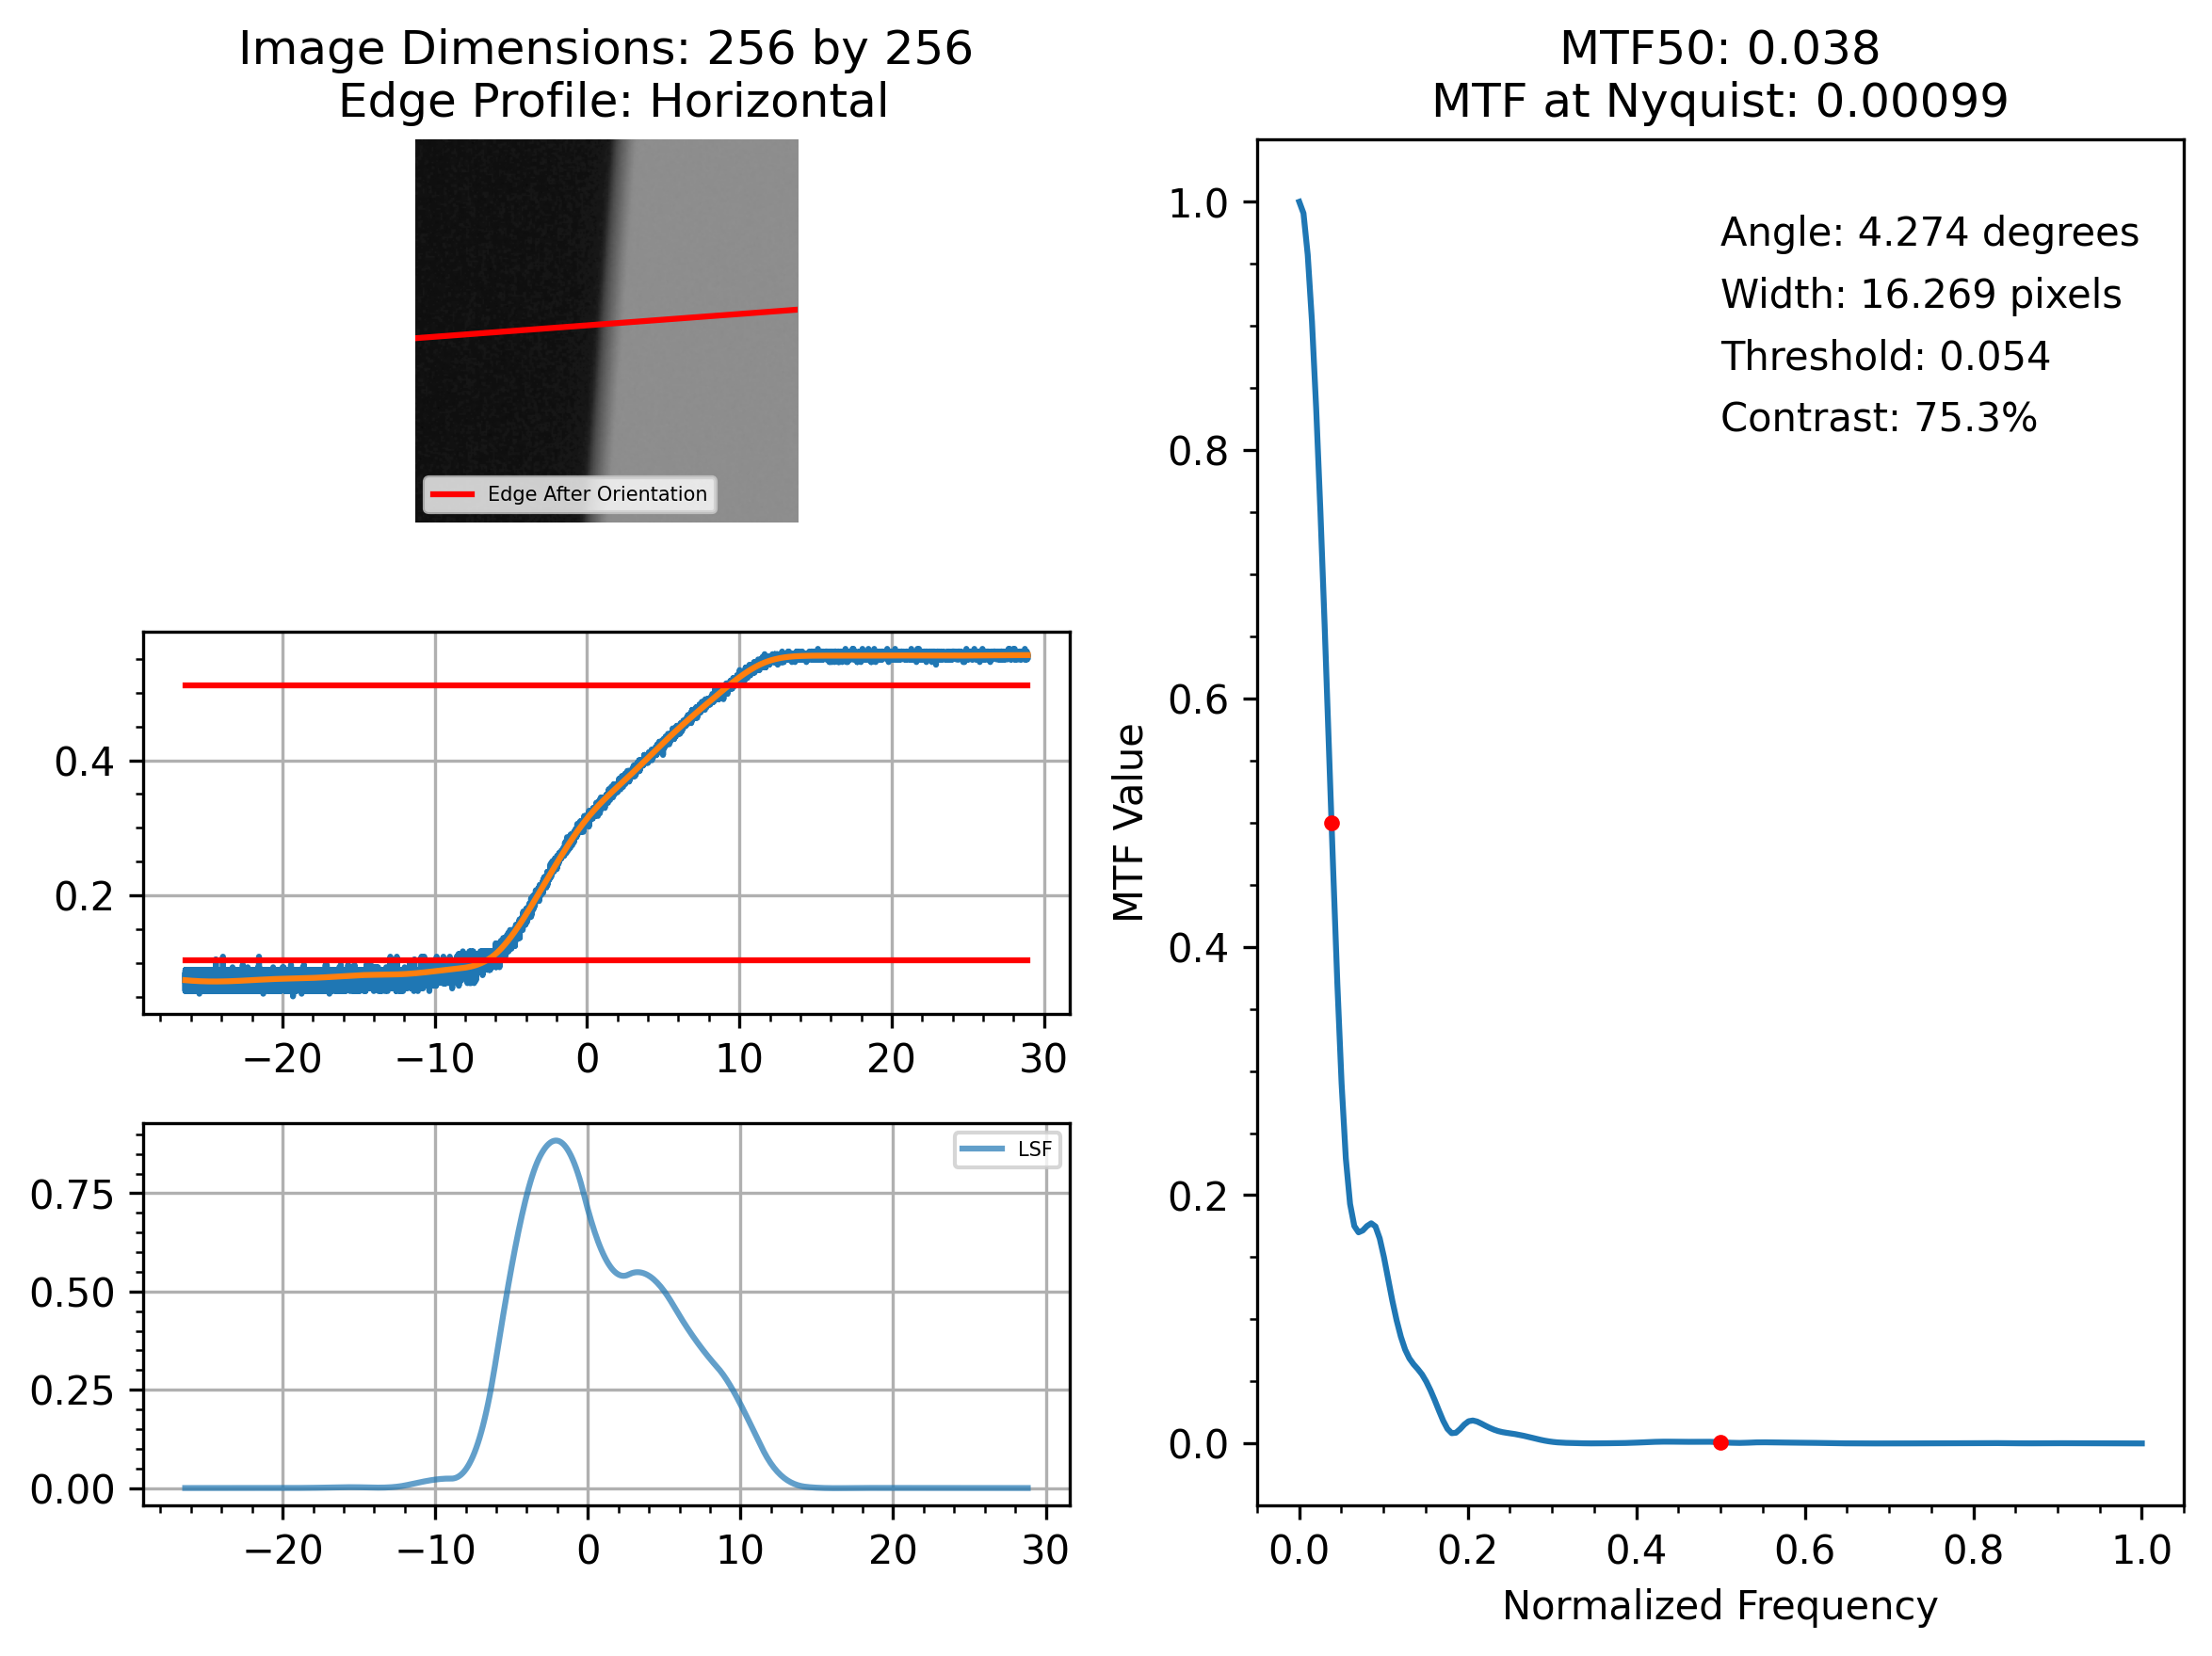 Image Dimensions: 256 by 256
Edge Profile: Horizontal
Edge After Orientation
0.4
0.2
−20 −10 0 10 20 30
LSF
0.75
0.50
0.25
0.00
−20 −10 0 10 20 30
MTF50: 0.038
MTF at Nyquist: 0.00099
Angle: 4.274 degrees
Width: 16.269 pixels
Threshold: 0.054
Contrast: 75.3%
MTF Value
1.0
0.8
0.6
0.4
0.2
0.0
0.0 0.2 0.4 0.6 0.8 1.0
Normalized Frequency